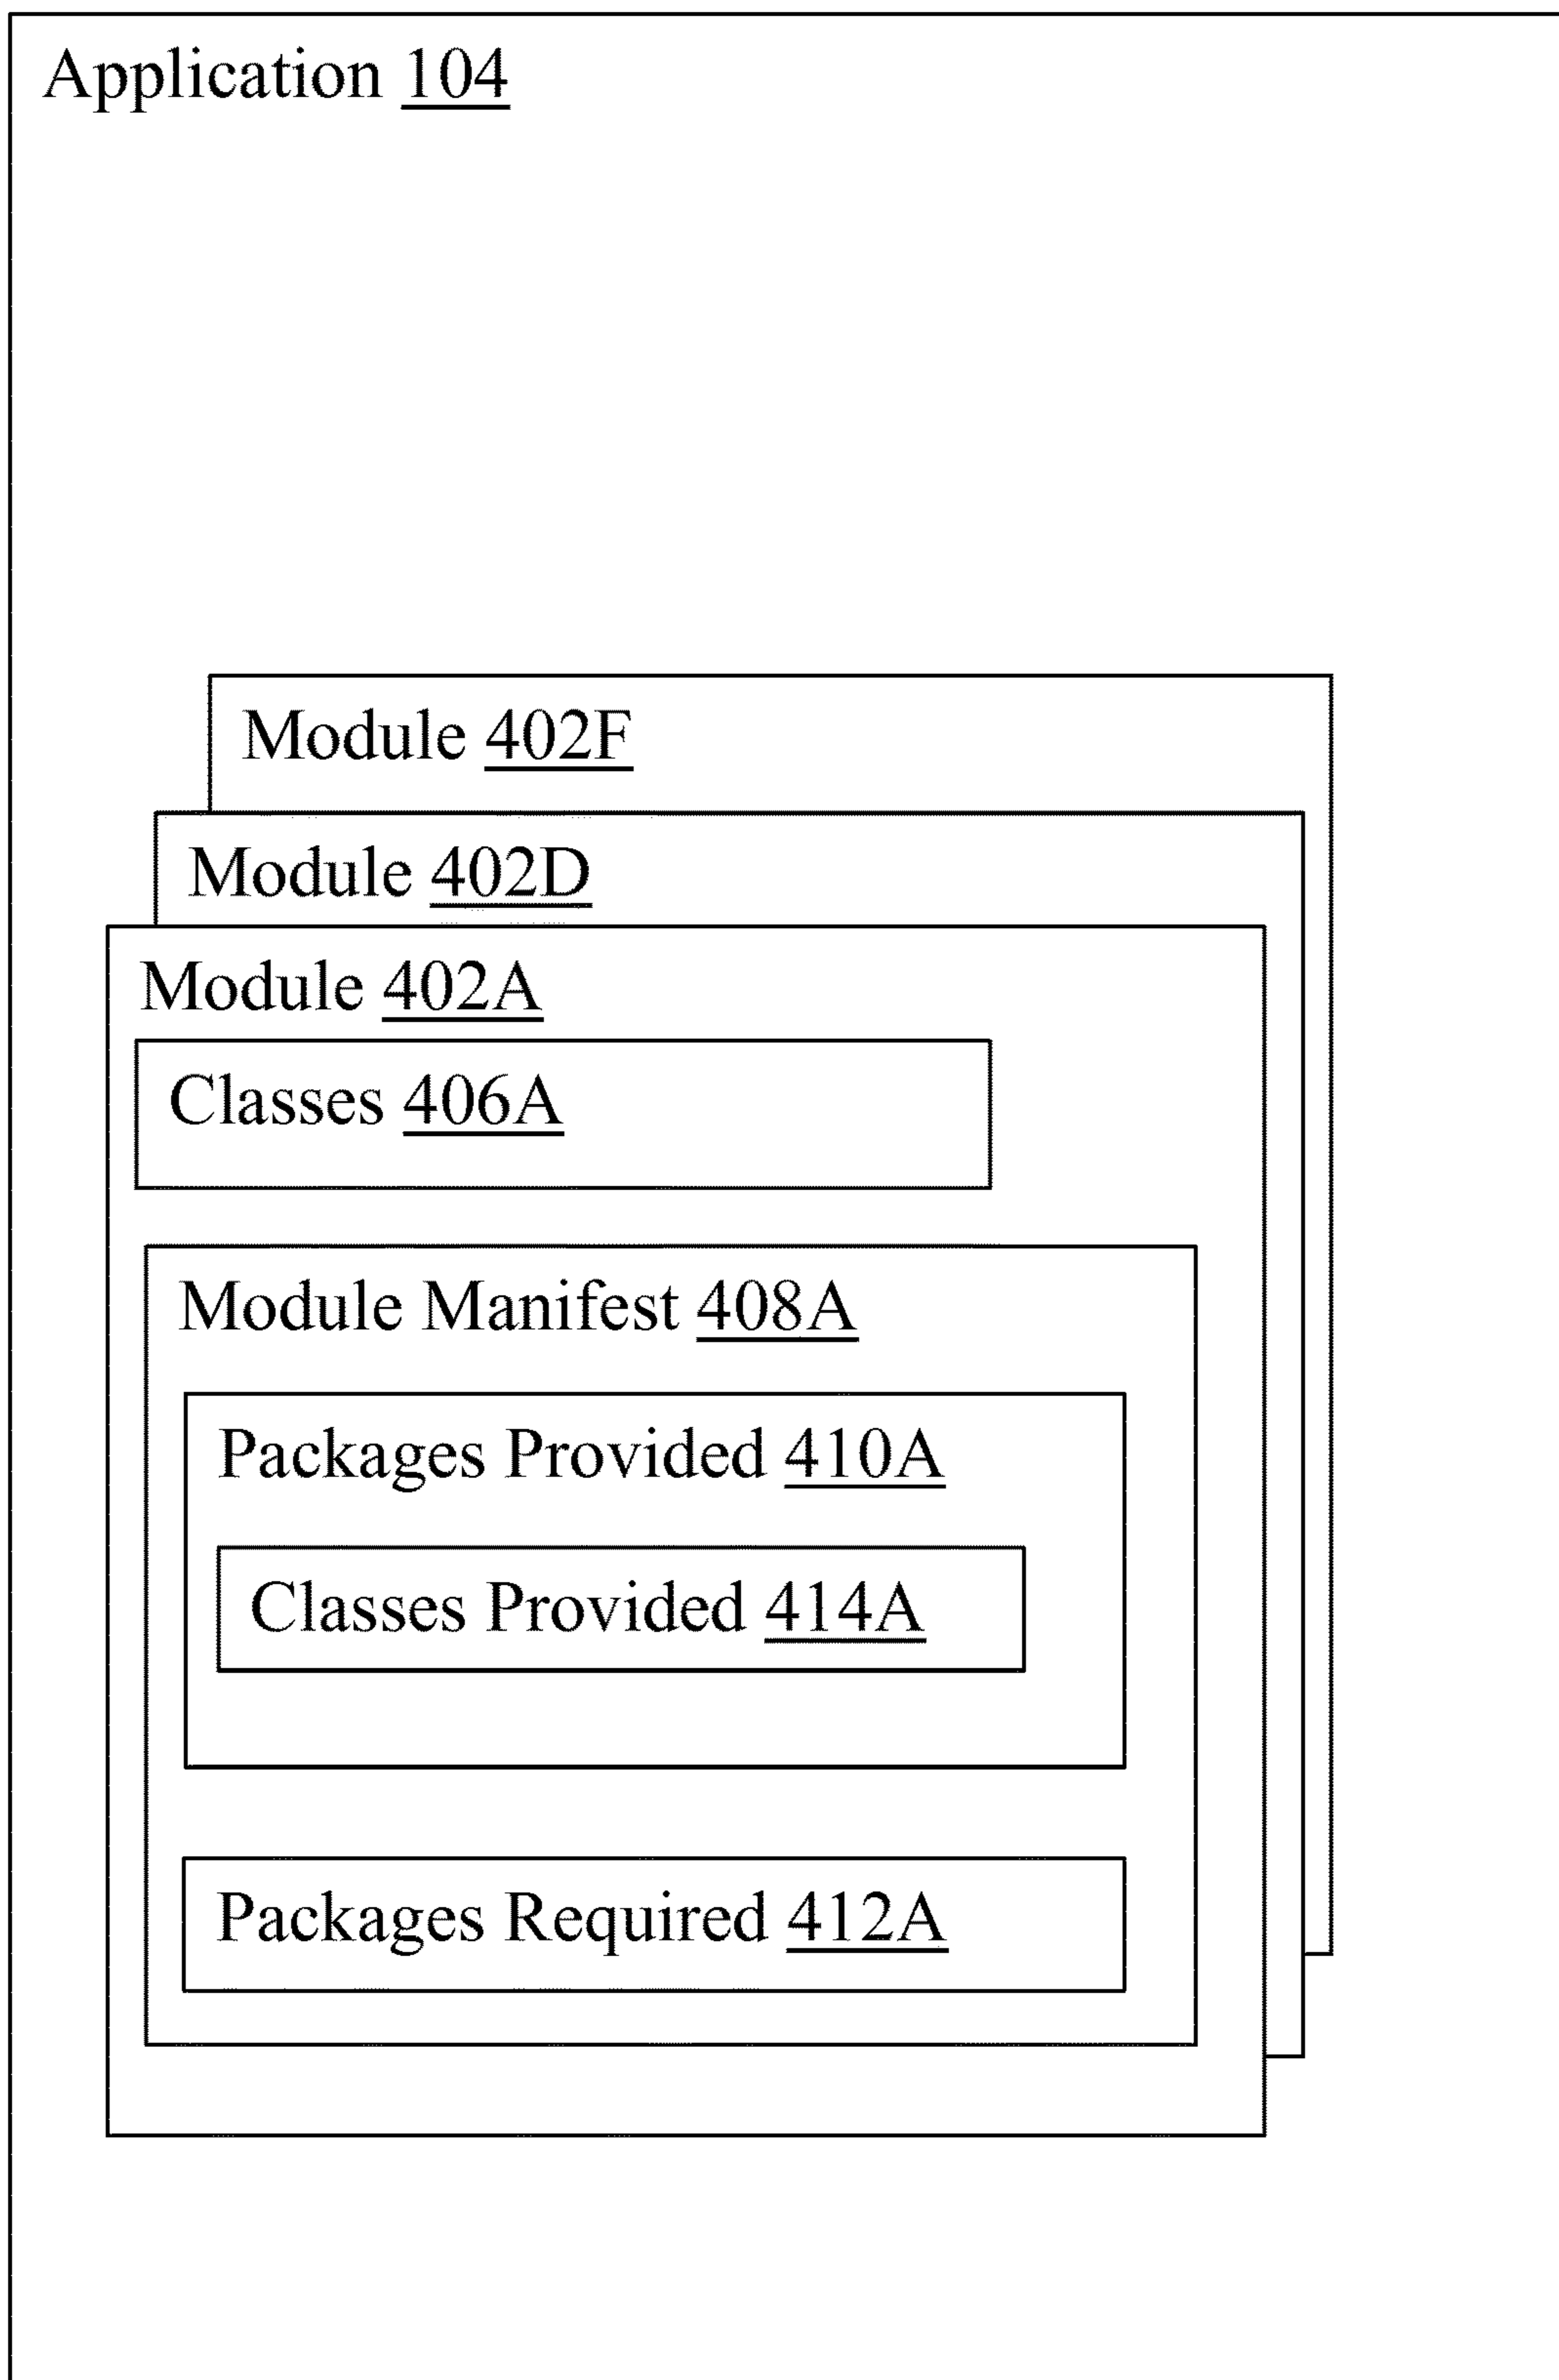 Application 104
Module 402F
Module 402D
Module 402A
Classes 406A
Module Manifest 408A
Packages Provided 410A
Classes Provided 414A
Packages Required 412A